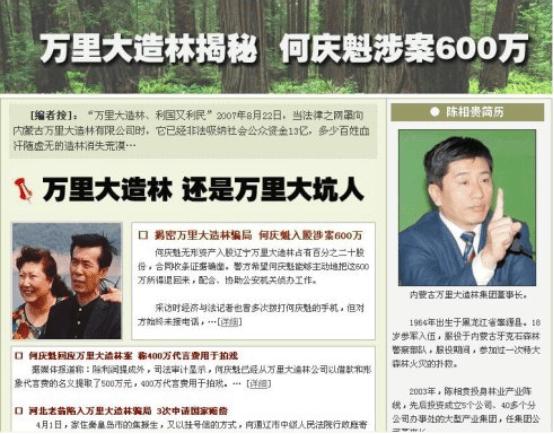 万里大造林揭秘 何庆魁涉案600万
[编者按]：“万里大造林、利国又利民”2007年8月22日，当法律之网罩向
内蒙古万里大造林有限公司时，它已经非法吸纳社会公众资金13亿，多少百姓血
汗随虚无的造林消失荒漠…
万里大造林 还是万里大坑人
揭密万里大造林骗局 何庆魁入股涉案600万
何庆魁无形资产入股辽宁万里大造林占有百分之二十股
份，合同收条证据确凿。警方希望何庆魁能够主动地把这600
万所得退回来，配合、协助公安机关侦办工作。
采访时经济与法记者也曾多次拨打何庆魁的手机，但对
方始终未接电话，…[详细]
何庆魁回应万里大造林案 称400万代言费用于拍戏
据媒体报道称：除利润提成外，司法审计显示，何庆魁已经从万里大造林公司以借款和形
象代言费的名义提取了500万元，400万代言费用于拍戏。…[详细]
河北老翁陷入万里大造林骗局 3次申请国家赔偿
4月1日，家住秦皇岛市的焦振生，又以挂号信的方式，向通辽市中级人民法院行政庭寄
陈相贵简历
内蒙古万里大造林集团董事长。
1964年出生于黑龙江省肇源县。18
岁参军入伍，服役于内蒙古牙克石森林
警察部队，服役期间，参加过一次特大
森林火灾的扑救。
2003年，陈相贵投身林业产业阵
线，先后投资成立5个公司、40多个分
公司办事处的大型产业集团，任集团公